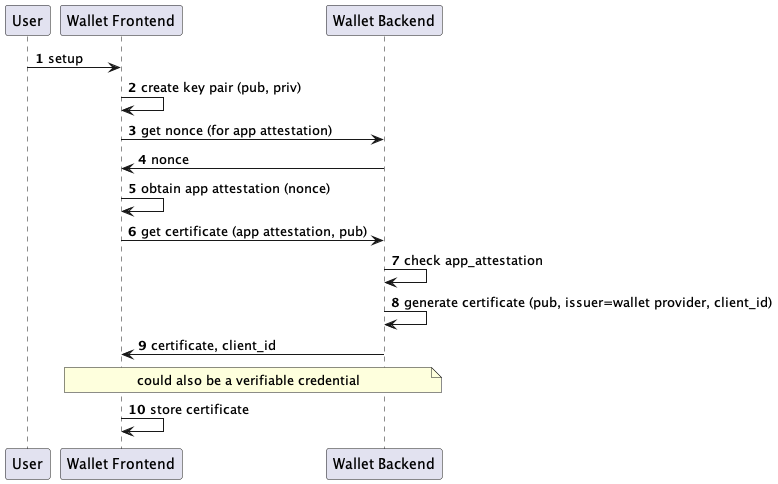 User
Wallet Frontend
Wallet Backend
1 setup
2 create key pair (pub, priv)
3 get nonce (for app attestation)
4 nonce
5 obtain app attestation (nonce)
6 get certificate (app attestation, pub)
7 check app_attestation
8 generate certificate (pub, issuer=wallet provider, client_id)
9 certificate, client_id
could also be a verifiable credential
10 store certificate
User
Wallet Frontend
Wallet Backend